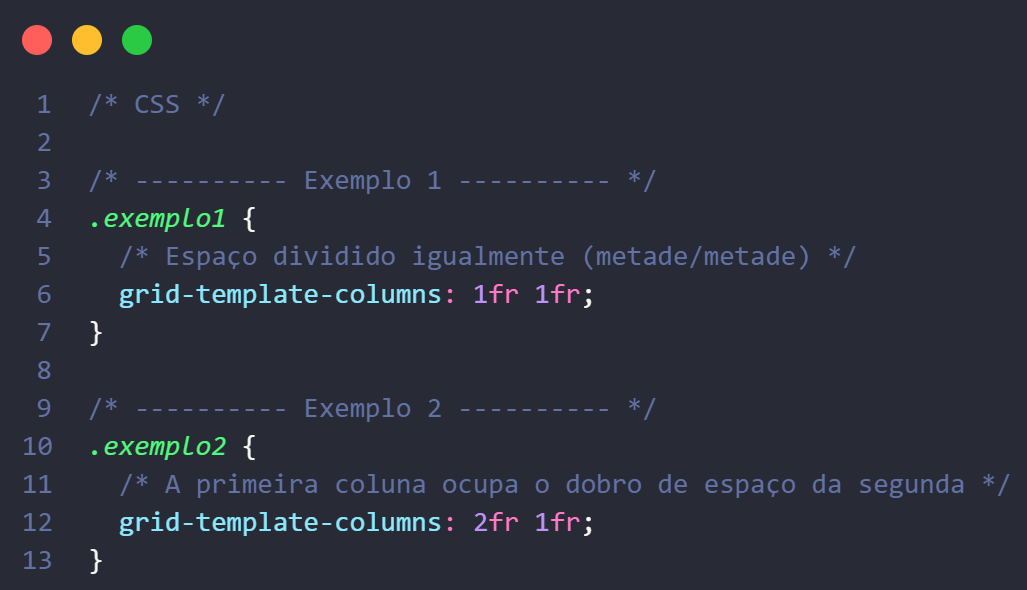 1 /* CSS */
2
3 /* ---------- Exemplo 1 ---------- */
4 .exemplo1 {
5   /* Espaço dividido igualmente (metade/metade) */
6   grid-template-columns: 1fr 1fr;
7 }
8
9 /* ---------- Exemplo 2 ---------- */
10 .exemplo2 {
11   /* A primeira coluna ocupa o dobro de espaço da segunda */
12   grid-template-columns: 2fr 1fr;
13 }